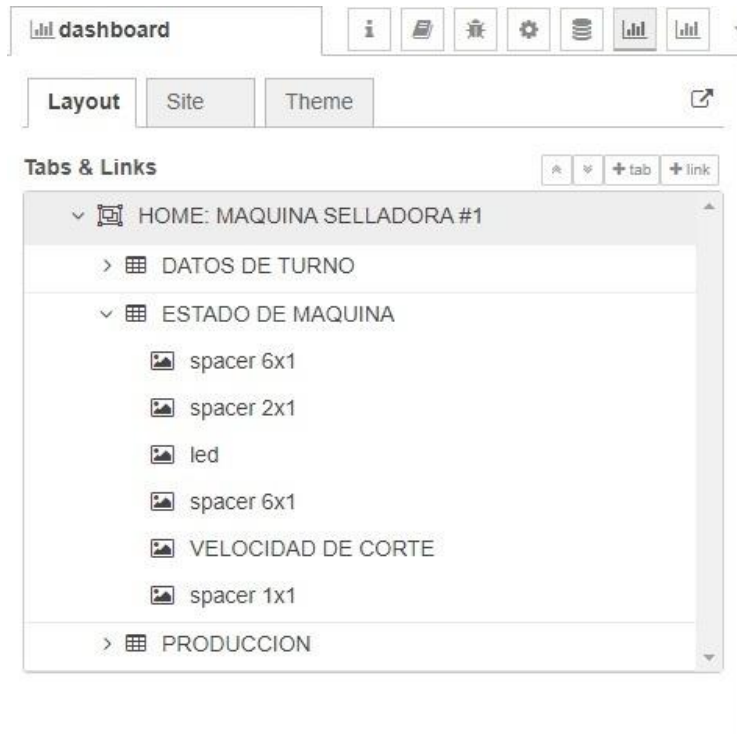 dashboard
Layout Site Theme
Tabs & Links +tab +link
HOME: MAQUINA SELLADORA #1
DATOS DE TURNO
ESTADO DE MAQUINA
spacer 6x1
spacer 2x1
led
spacer 6x1
VELOCIDAD DE CORTE
spacer 1x1
PRODUCCION